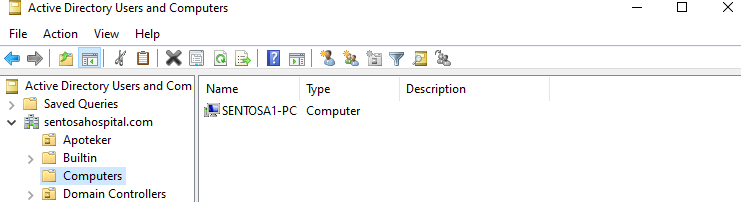 Active Directory Users and Computers
File Action View Help
Active Directory Users and Com
Saved Queries
sentosahospital.com
Apoteker
Builtin
Computers
Domain Controllers
Name Type Description
SENTOSA1-PC Computer